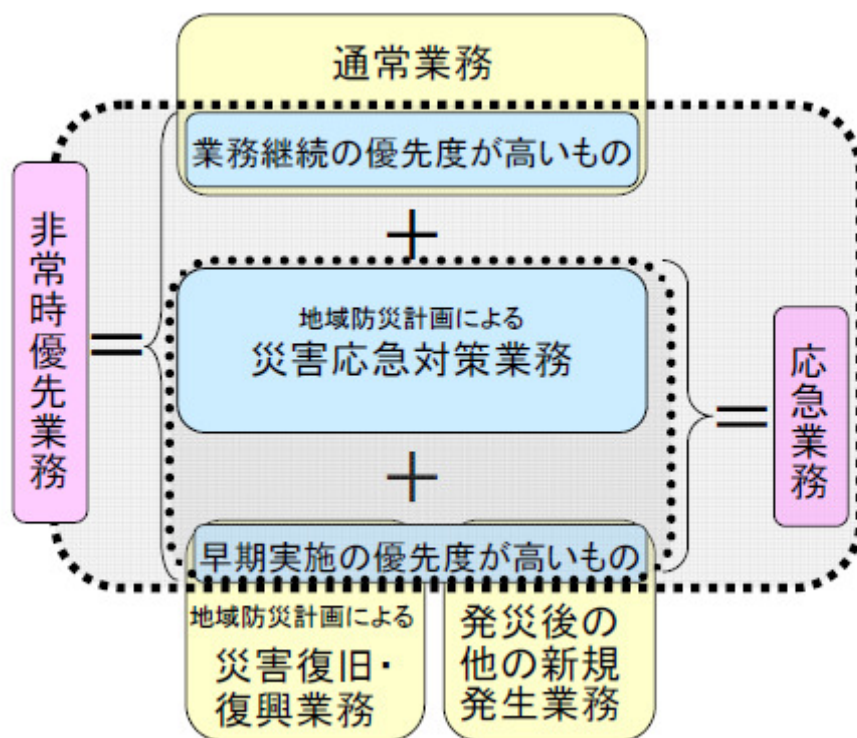 通常業務
業務継続の優先度が高いもの
＋
非常時優先業務
＝
地域防災計画による
災害応急対策業務
＝
応急業務
＋
早期実施の優先度が高いもの
地域防災計画による
災害復旧・
復興業務
発災後の
他の新規
発生業務